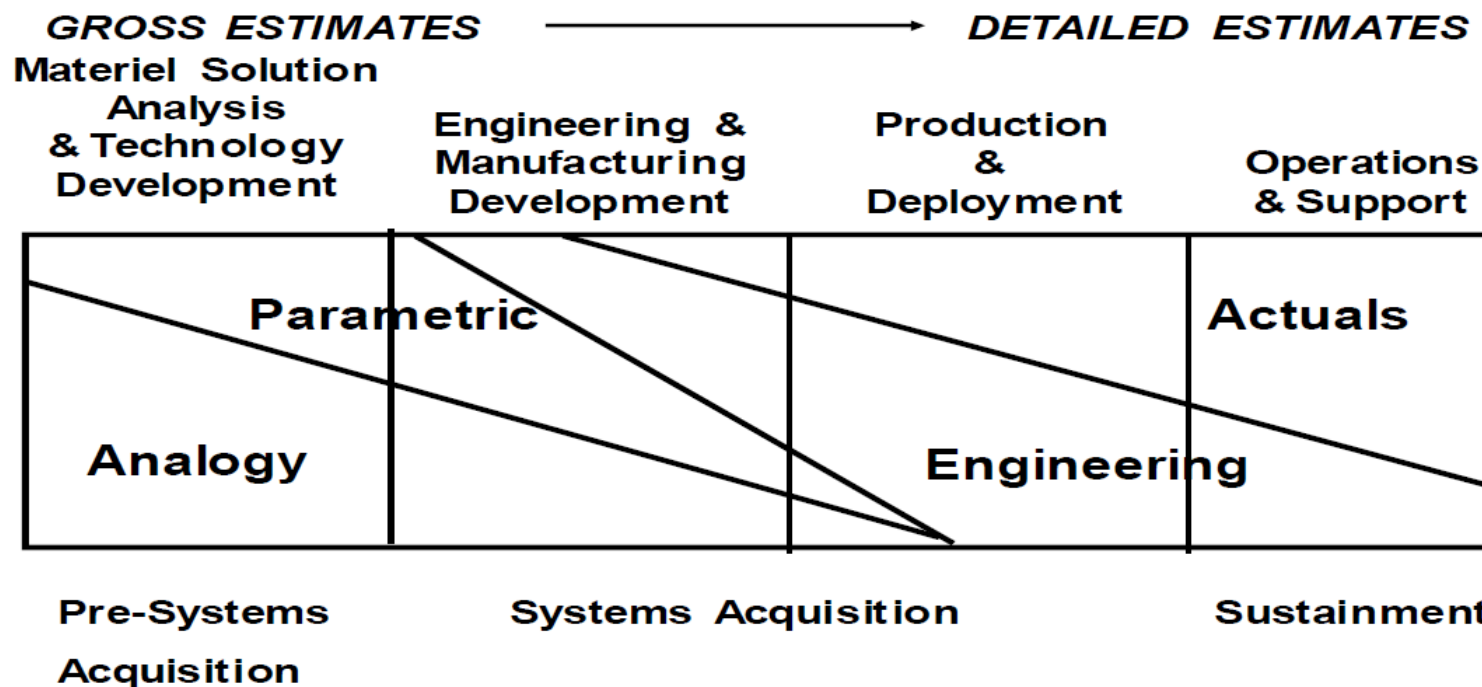 GROSS ESTIMATES
DETAILED ESTIMATES
Materiel Solution
Analysis
& Technology
Development
Engineering &
Manufacturing
Development
Production
&
Deployment
Operations
& Support
Parametric
Actuals
Analogy
Engineering
Pre-Systems
Acquisition
Systems Acquisition
Sustainment